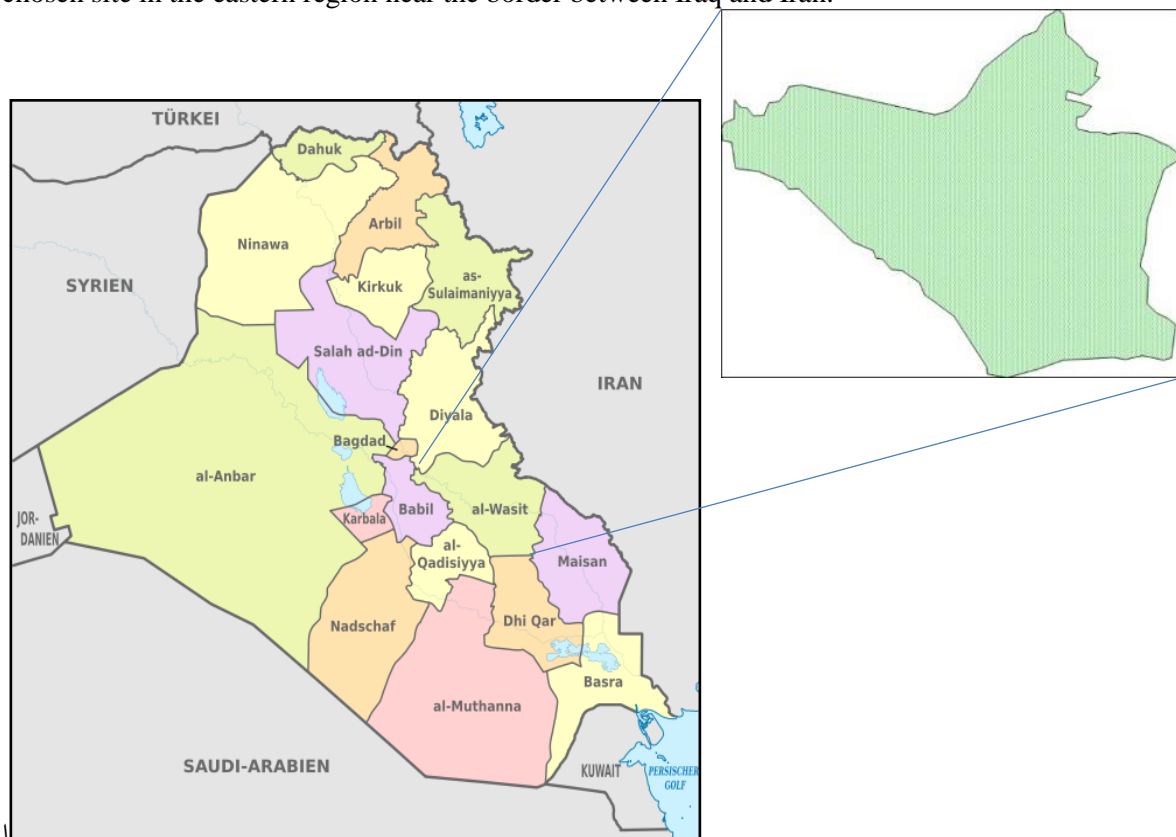 chosen site in the eastern region near the border between Iraq and Iran.
TÜRKEI
Dahuk
Arbil
Ninawa
as-
Sulaimaniyya
Kirkuk
SYRIEN
Salah ad-Din
IRAN
Diyala
Bagdad
al-Anbar
al-Wasit
Babil
Karbala
JOR-
DANIEN
al-
Qadisiyya
Maisan
Dhi Qar
Nadschaf
Basra
al-Muthanna
SAUDI-ARABIEN
KUWAIT
PERSISCHER
GOLF